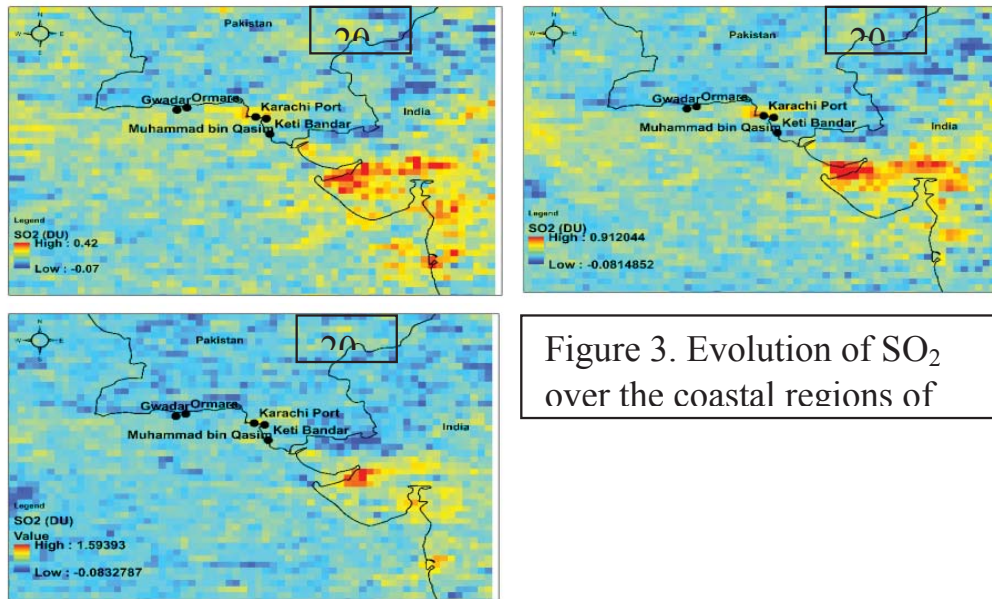 N
W E
S
Pakistan
20
Gwadar Ormara
Karachi Port
Muhammad bin Qasim
Keti Bandar
India
Legend
SO2 (DU)
High : 0.42
Low : -0.07
N
W E
S
Pakistan
20
Gwadar Ormara
Karachi Port
Muhammad bin Qasim
Keti Bandar
India
Legend
SO2 (DU)
High : 0.912044
Low : -0.0814852
N
W E
S
Pakistan
20
Gwadar Ormara
Karachi Port
Muhammad bin Qasim
Keti Bandar
India
Legend
SO2 (DU)
Value
High : 1.59393
Low : -0.0832787
Figure 3. Evolution of SO₂
over the coastal regions of